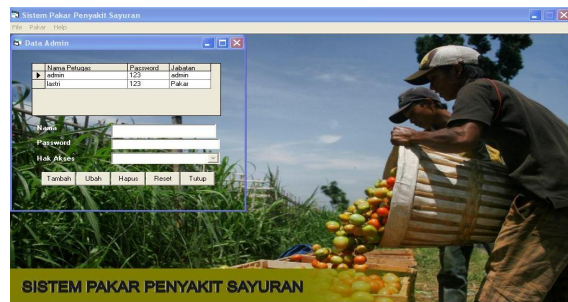 Sistem Pakar Penyakit Sayuran
File Pakar Help
Data Admin
Nama Petugas Password Jabatan
admin 123 admin
lastri 123 Pakar
Nama
Password
Hak Akses
Tambah Ubah Hapus Reset Tutup
SISTEM PAKAR PENYAKIT SAYURAN